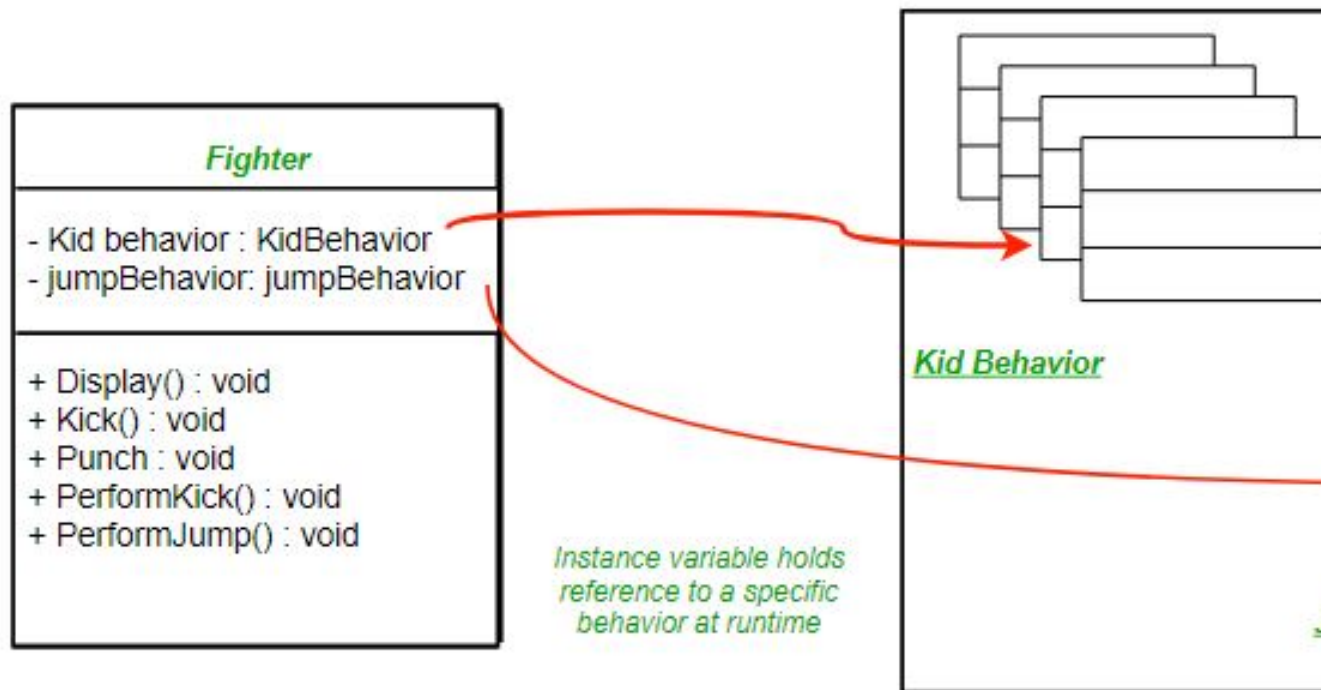 Fighter
- Kid behavior : KidBehavior
- jumpBehavior: jumpBehavior
+ Display() : void
+ Kick() : void
+ Punch : void
+ PerformKick() : void
+ PerformJump() : void
Instance variable holds
reference to a specific
behavior at runtime
Kid Behavior